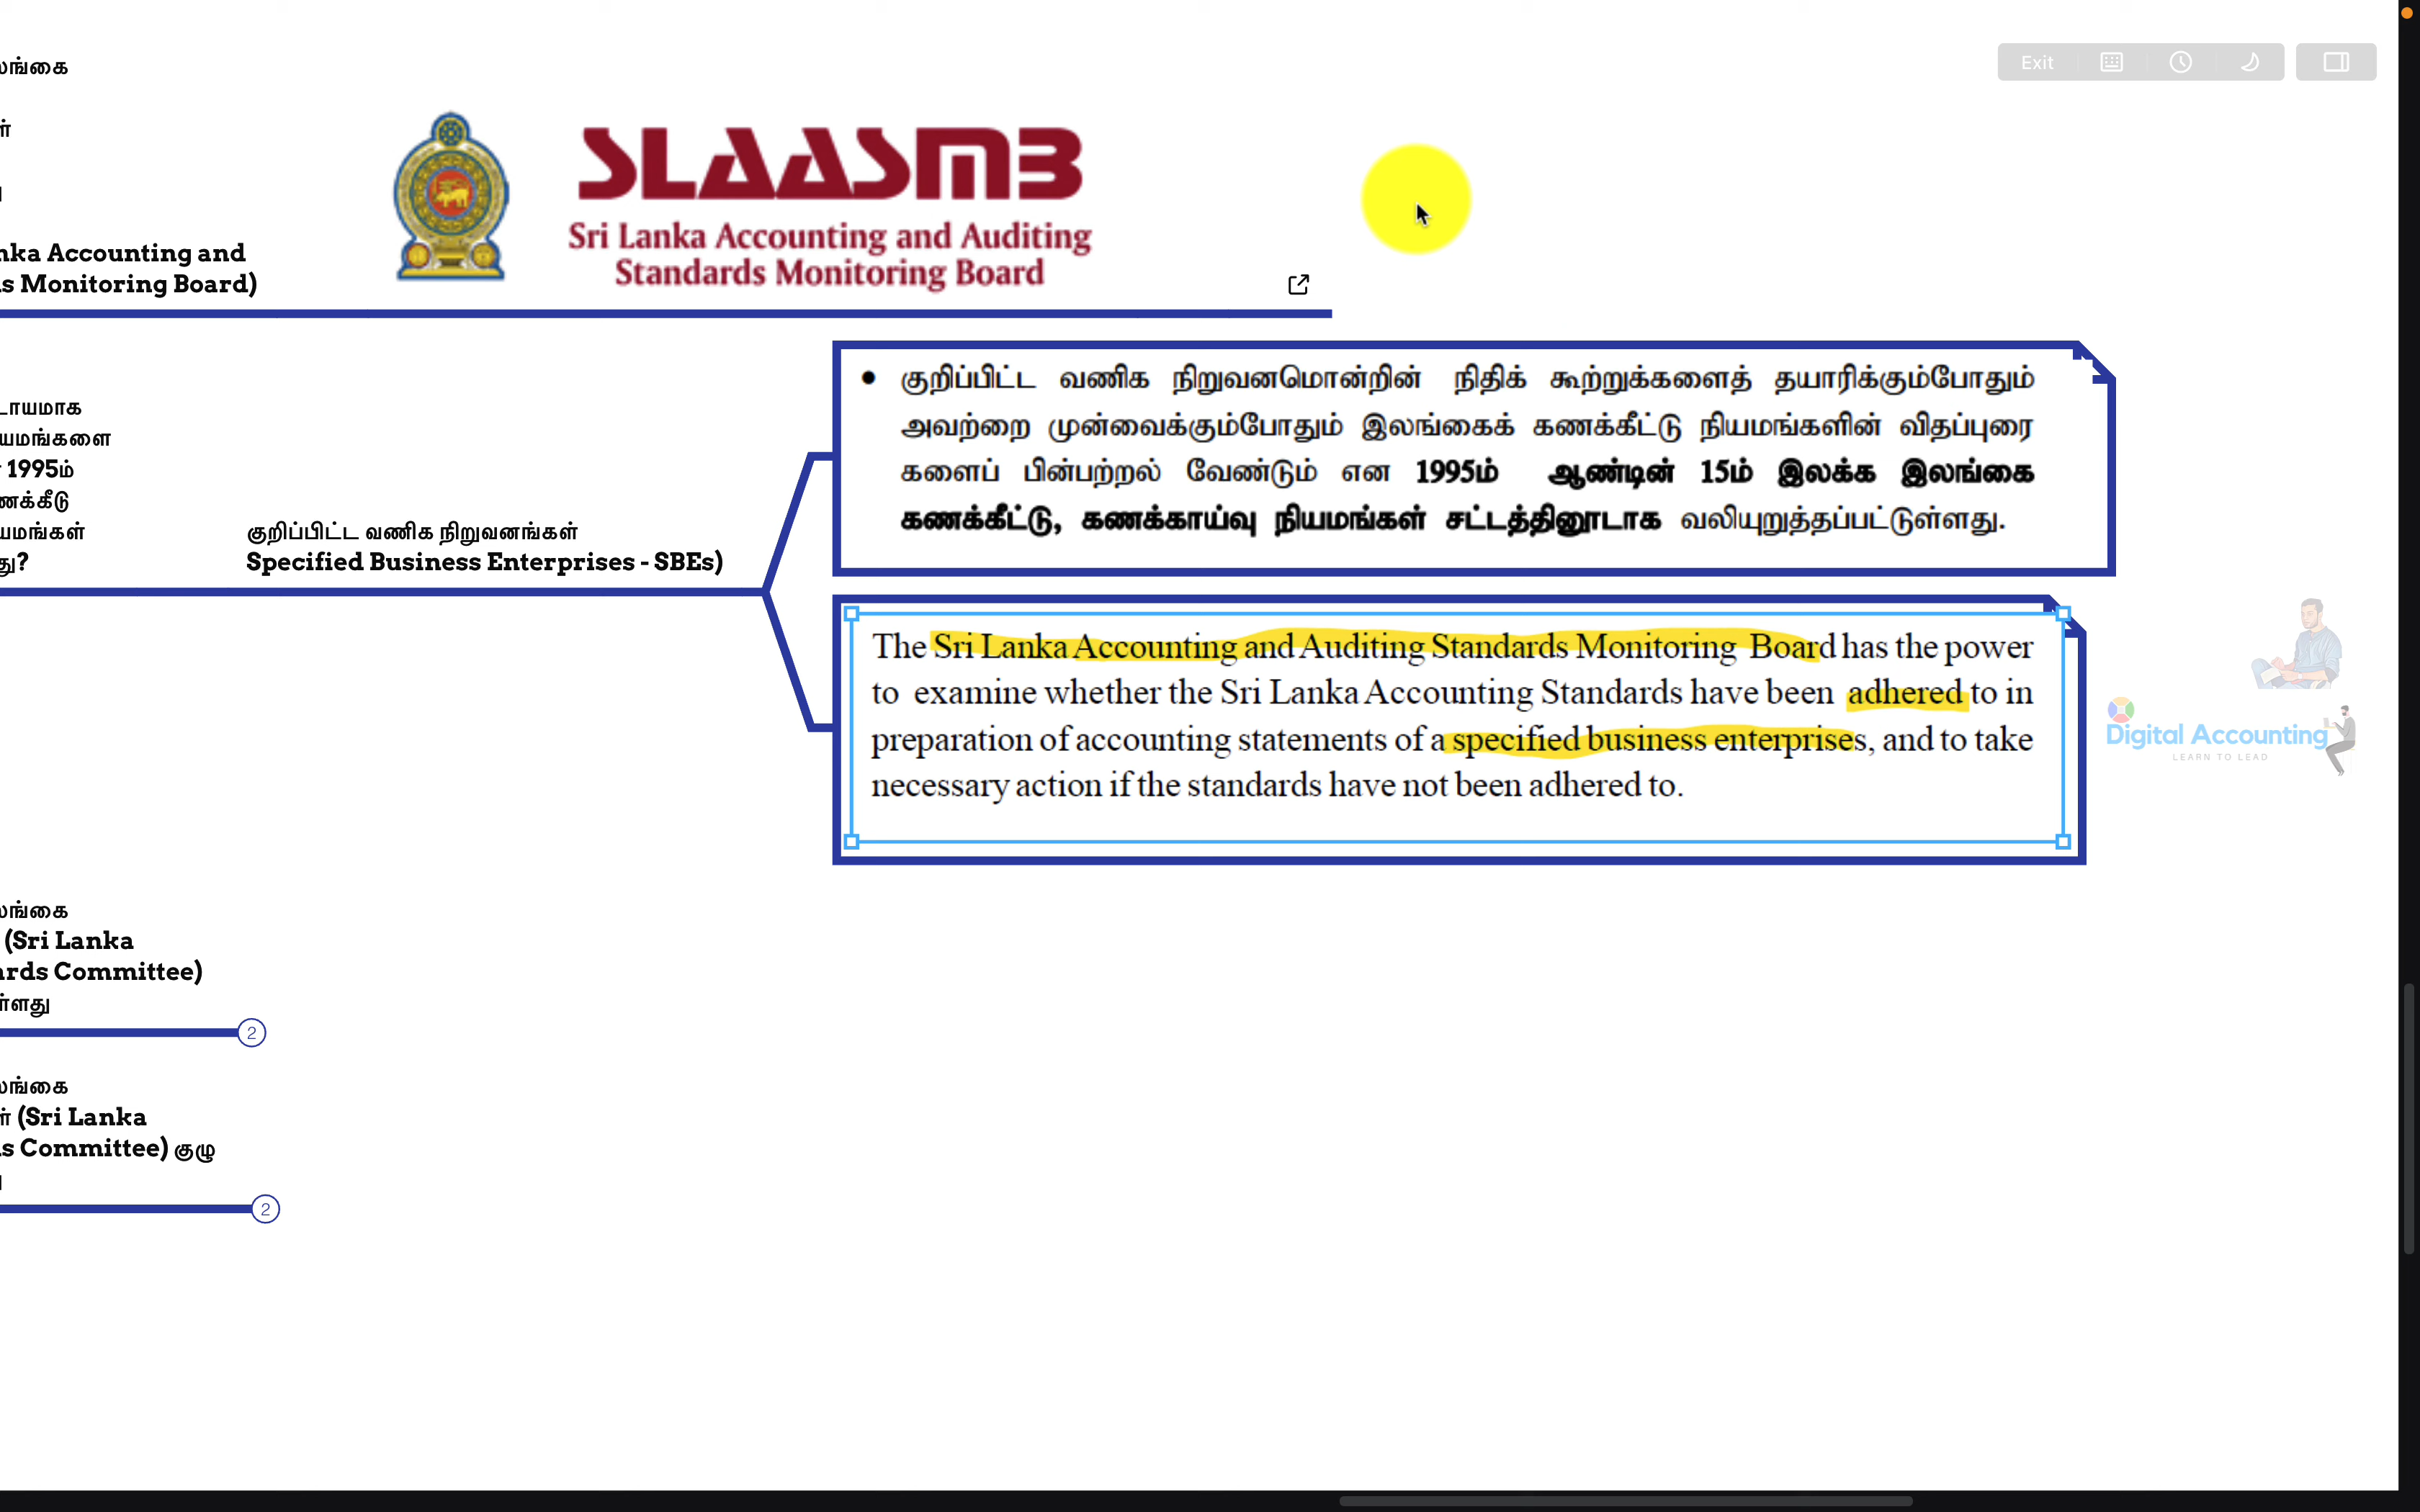 Exit
SLAASMB
Sri Lanka Accounting and Auditing
Standards Monitoring Board
Accounting and
Monitoring Board)
குறிப்பிட்ட வணிக நிறுவனமொன்றின் நிதிக் கூற்றுக்களைத் தயாரிக்கும்போதும்
அவற்றை முன்வைக்கும்போதும் இலங்கைக் கணக்கீட்டு நியமங்களின் விதப்புரை
களைப் பின்பற்றல் வேண்டும் என 1995ம் ஆண்டின் 15ம் இலக்க இலங்கை
கணக்கீட்டு, கணக்காய்வு நியமங்கள் சட்டத்தினூடாக வலியுறுத்தப்பட்டுள்ளது.
1995ம்
குறிப்பிட்ட வணிக நிறுவனங்கள்
Specified Business Enterprises - SBEs)
The Sri Lanka Accounting and Auditing Standards Monitoring Board has the power
to examine whether the Sri Lanka Accounting Standards have been adhered to in
preparation of accounting statements of a specified business enterprises, and to take
necessary action if the standards have not been adhered to.
Digital Accounting
LEARN TO LEAD
(Sri Lanka
Committee)
2
(Sri Lanka
Committee) குழு
2